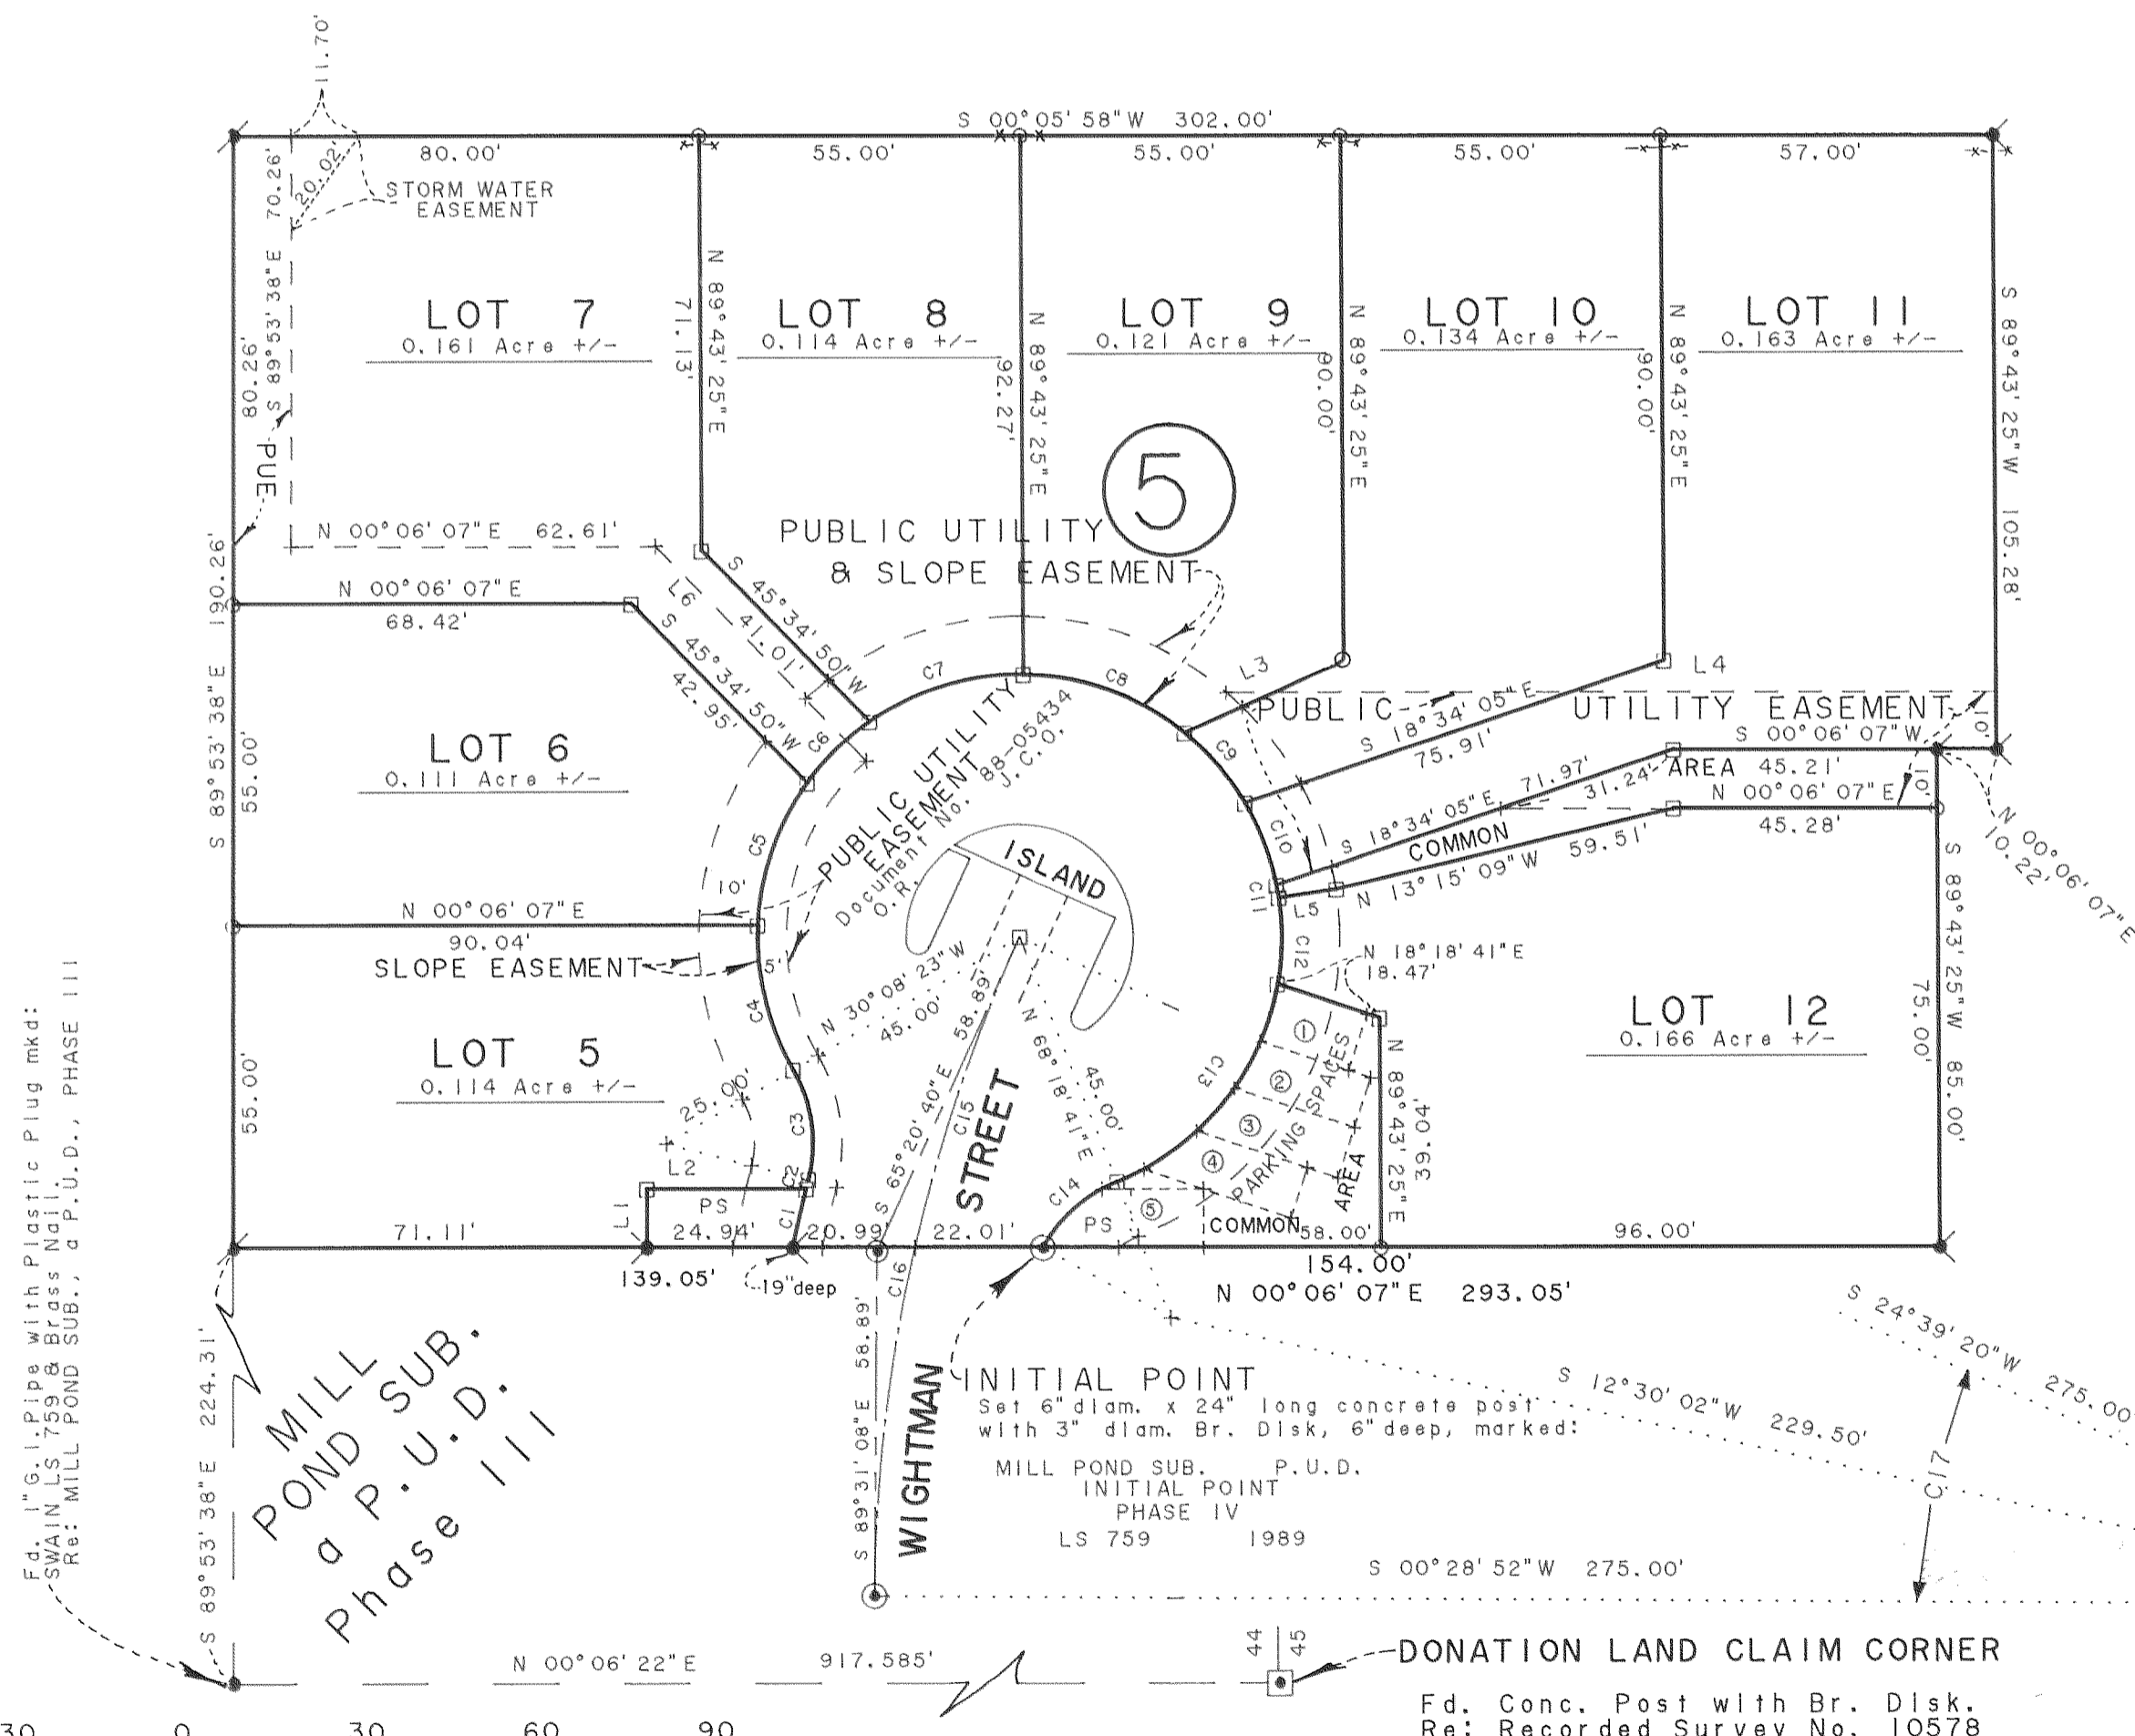 11.70'
S 00°05'58"W 302.00'
80.00'
55.00'
55.00'
55.00'
57.00'
20.02'
70.26'
STORM WATER
EASEMENT
S 89°53'38"E
80.26'
PUE
LOT 7
0.161 Acre +/-
N 89°43'25"E
71.13'
LOT 8
0.114 Acre +/-
N 89°43'25"E
92.27'
LOT 9
0.121 Acre +/-
N 89°43'25"E
90.00'
LOT 10
0.134 Acre +/-
N 89°43'25"E
90.00'
LOT 11
0.163 Acre +/-
S 89°43'25"W 105.28'
5
PUBLIC UTILITY
& SLOPE EASEMENT
N 00°06'07"E 62.61'
N 00°06'07"E
68.42'
S 89°53'38"E 190.26'
L6
41.01'
S 45°34'50"W
S 45°34'50"W
42.95'
C6
C7
C8
L3
L4
C9
PUBLIC UTILITY EASEMENT
10'
S 18°34'05"E
75.91'
S 00°06'07"W
AREA 45.21'
71.97'
31.24'
N 00°06'07"E
10'
45.28'
S 18°34'05"E
COMMON
N 13°15'09"W 59.51'
N 00°06'07"E
10.22'
LOT 6
0.111 Acre +/-
55.00'
C5
10'
PUBLIC UTILITY
EASEMENT
Document No. 88-05434
O.R. J.C.O.
ISLAND
C10
C11
L5
C12
N 00°06'07"E
90.04'
SLOPE EASEMENT
5'
C4
N 30°08'23"W
45.00'
58.89'
S 65°20'40"E
C15
N 68°18'41"E
45.00'
N 18°18'41"E
18.47'
LOT 12
0.166 Acre +/-
S 89°43'25"W 85.00'
75.00'
LOT 5
0.114 Acre +/-
55.00'
25.00'
C3
L2
C2
L1
PS
C1
C13
C14
1
2
3
4
5
PARKING SPACES
COMMON AREA
PS
N 89°43'25"E
39.04'
STREET
71.11'
24.94'
20.99'
22.01'
58.00'
96.00'
139.05'
19"deep
154.00'
N 00°06'07"E 293.05'
C16
S 89°31'08"E 58.89'
WIGHTMAN
INITIAL POINT
Set 6" diam. x 24" long concrete post
with 3" diam. Br. Disk, 6" deep, marked:
MILL POND SUB. P.U.D.
INITIAL POINT
PHASE IV
LS 759 1989
S 24°39'20"W 275.00
S 12°30'02"W 229.50'
C17
S 00°28'52"W 275.00'
Fd. 1"G.I.Pipe with Plastic Plug mkd:
SWAIN LS 759 & Brass Nail.
Re: MILL POND SUB., a P.U.D., PHASE III
S 89°53'38"E 224.31'
MILL
POND SUB.
a P.U.D.
Phase III
N 00°06'22"E 917.585'
44 45
DONATION LAND CLAIM CORNER
Fd. Conc. Post with Br. Disk.
Re: Recorded Survey No. 10578
30 0 30 60 90